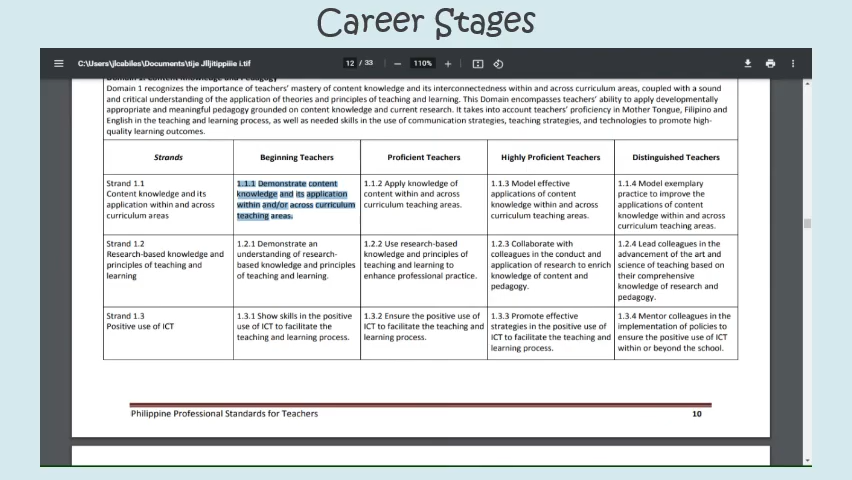 Career Stages
C:\Users\jlcabiles\Documents\tije Jlljitippiiie i.tif
12 / 33
110%
Domain 1. Content Knowledge and Pedagogy
Domain 1 recognizes the importance of teachers' mastery of content knowledge and its interconnectedness within and across curriculum areas, coupled with a sound
and critical understanding of the application of theories and principles of teaching and learning. This Domain encompasses teachers' ability to apply developmentally
appropriate and meaningful pedagogy grounded on content knowledge and current research. It takes into account teachers' proficiency in Mother Tongue, Filipino and
English in the teaching and learning process, as well as needed skills in the use of communication strategies, teaching strategies, and technologies to promote high-
quality learning outcomes.
Strands
Beginning Teachers
Proficient Teachers
Highly Proficient Teachers
Distinguished Teachers
Strand 1.1
Content knowledge and its
application within and across
curriculum areas
1.1.1 Demonstrate content
knowledge and its application
within and/or across curriculum
teaching areas.
1.1.2 Apply knowledge of
content within and across
curriculum teaching areas.
1.1.3 Model effective
applications of content
knowledge within and across
curriculum teaching areas.
1.1.4 Model exemplary
practice to improve the
applications of content
knowledge within and across
curriculum teaching areas.
Strand 1.2
Research-based knowledge and
principles of teaching and
learning
1.2.1 Demonstrate an
understanding of research-
based knowledge and principles
of teaching and learning.
1.2.2 Use research-based
knowledge and principles of
teaching and learning to
enhance professional practice.
1.2.3 Collaborate with
colleagues in the conduct and
application of research to enrich
knowledge of content and
pedagogy.
1.2.4 Lead colleagues in the
advancement of the art and
science of teaching based on
their comprehensive
knowledge of research and
pedagogy.
Strand 1.3
Positive use of ICT
1.3.1 Show skills in the positive
use of ICT to facilitate the
teaching and learning process.
1.3.2 Ensure the positive use of
ICT to facilitate the teaching and
learning process.
1.3.3 Promote effective
strategies in the positive use of
ICT to facilitate the teaching and
learning process.
1.3.4 Mentor colleagues in the
implementation of policies to
ensure the positive use of ICT
within or beyond the school.
Philippine Professional Standards for Teachers
10